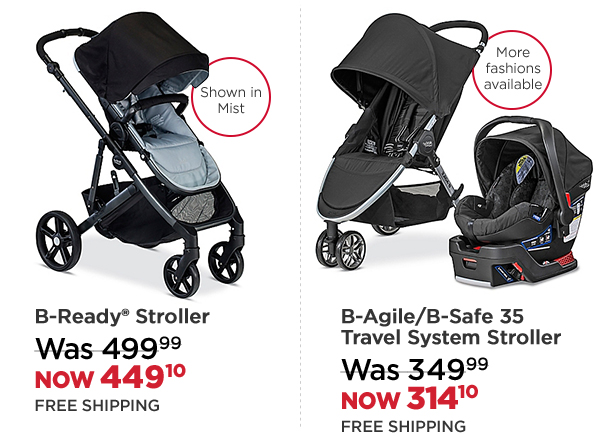 Shown in
Mist
B-Ready® Stroller
Was 499⁹⁹
NOW 449¹⁰
FREE SHIPPING
More
fashions
available
B-Agile/B-Safe 35
Travel System Stroller
Was 349⁹⁹
NOW 314¹⁰
FREE SHIPPING